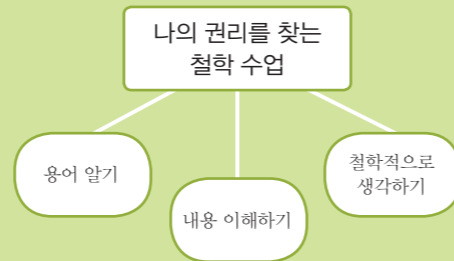 나의 권리를 찾는
철학 수업
용어 알기
내용 이해하기
철학적으로
생각하기